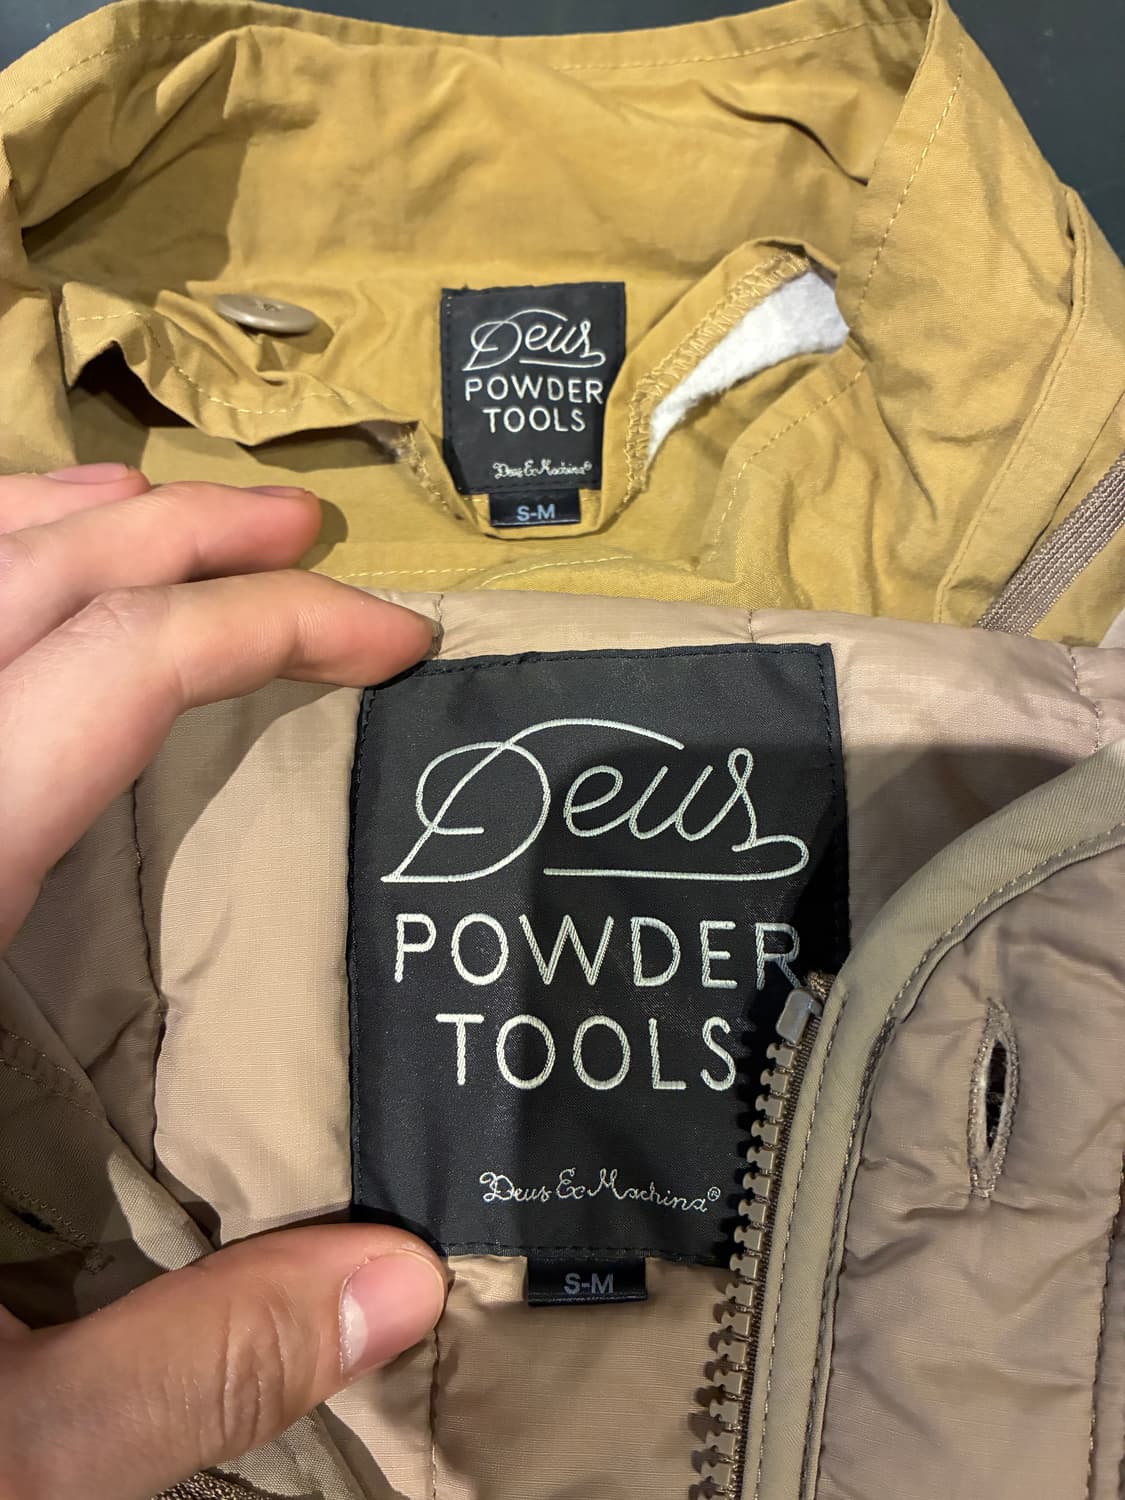 Deus
POWDER
TOOLS
Deus Ex Machina®
S-M
Deus
POWDER
TOOLS
Deus Ex Machina®
S-M